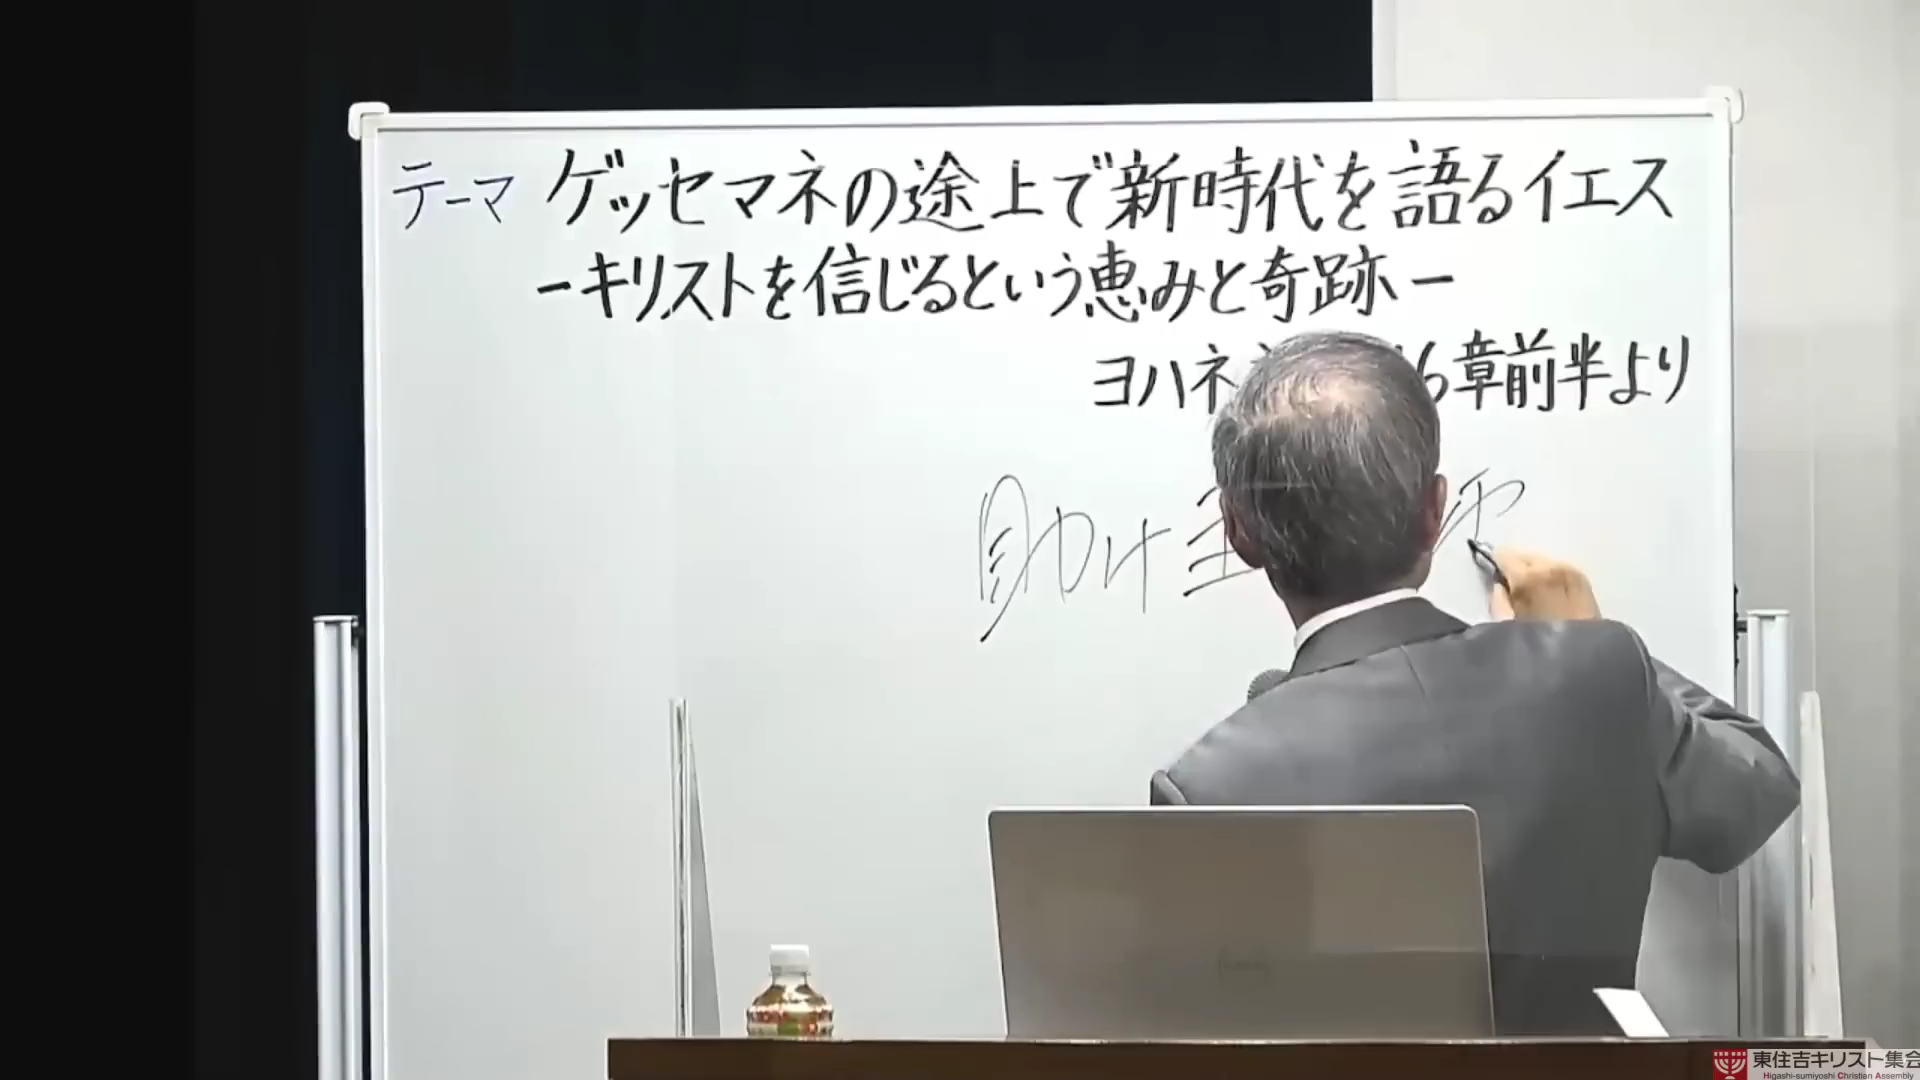 テーマ ゲッセマネの途上で新時代を語るイエス
ーキリストを信じるという恵みと奇跡ー
ヨハネ 16章前半より
助け主
東住吉キリスト集会
Higashi-sumiyoshi Christian Assembly